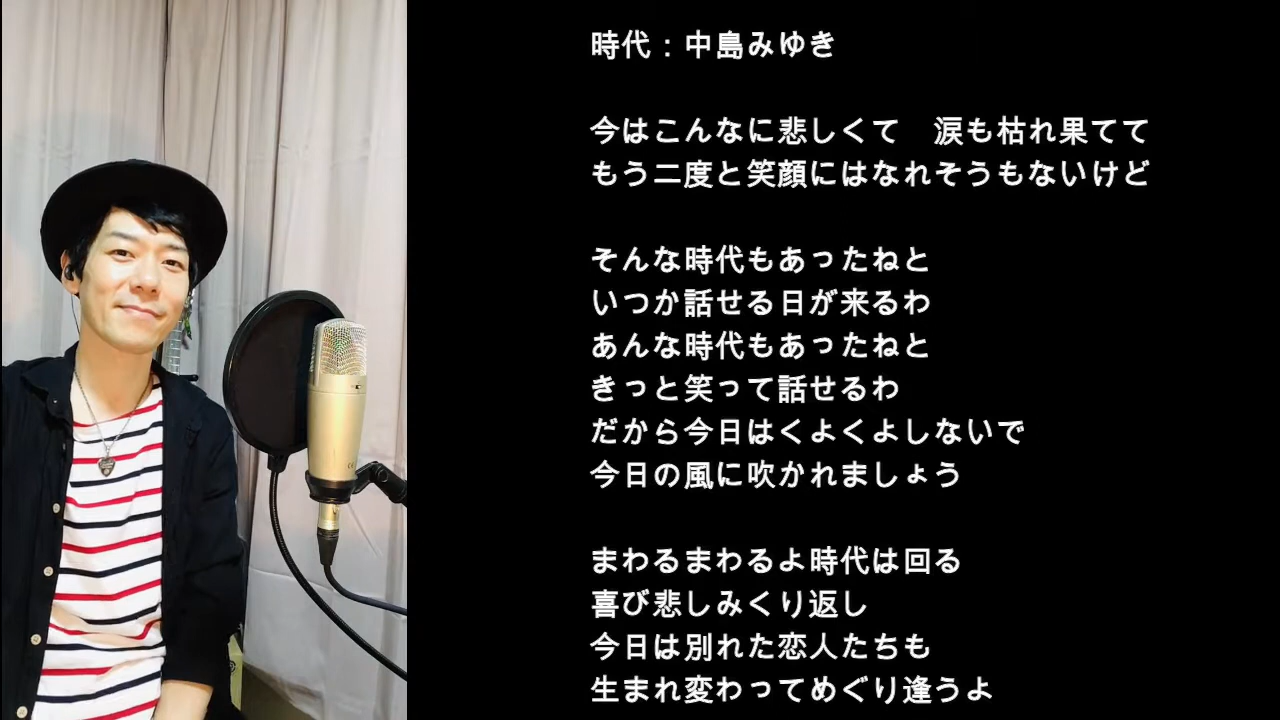 時代：中島みゆき
今はこんなに悲しくて　涙も枯れ果てて
もう二度と笑顔にはなれそうもないけど
そんな時代もあったねと
いつか話せる日が来るわ
あんな時代もあったねと
きっと笑って話せるわ
だから今日はくよくよしないで
今日の風に吹かれましょう
まわるまわるよ時代は回る
喜び悲しみくり返し
今日は別れた恋人たちも
生まれ変わってめぐり逢うよ